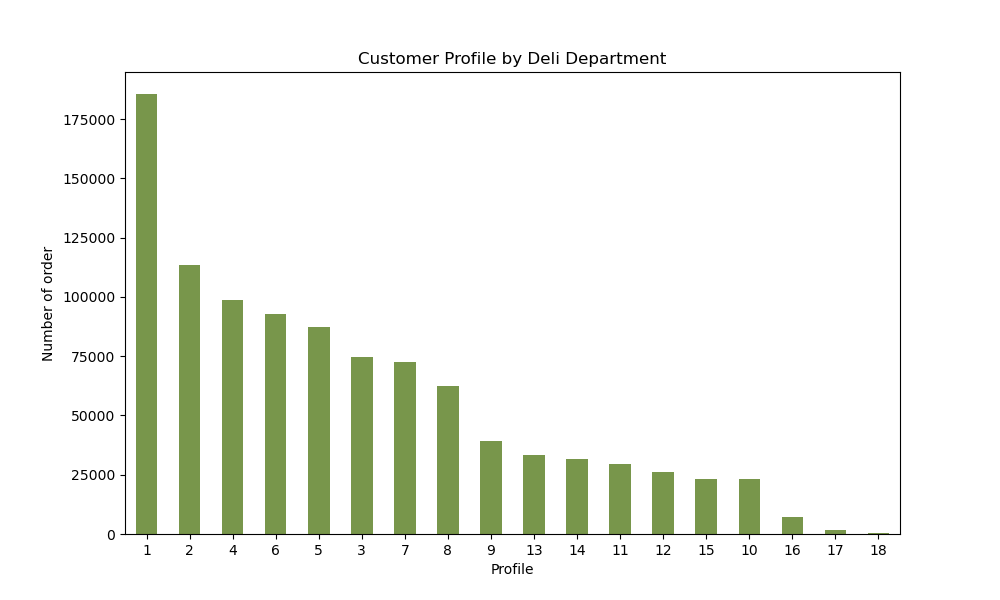 Customer Profile by Deli Department
175000
150000
125000
100000
75000
50000
25000
0
Number of order
1 2 4 6 5 3 7 8 9 13 14 11 12 15 10 16 17 18
Profile